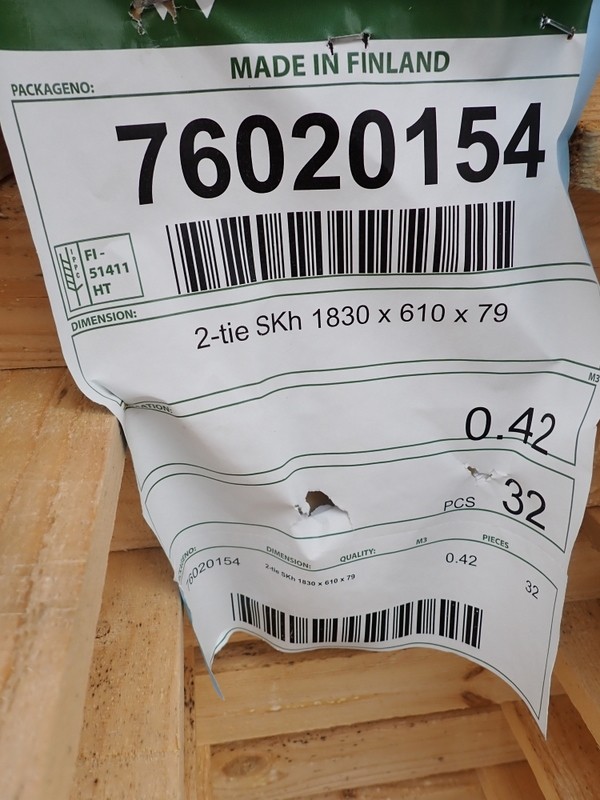 MADE IN FINLAND
PACKAGENO:
76020154
IPPC
FI-
51411
HT
DIMENSION:
2-tie SKh 1830 x 610 x 79
M3
0.42
PCS 32
DIMENSION: QUALITY: M3 PIECES
76020154 2-tie SKh 1830 x 610 x 79 0.42 32